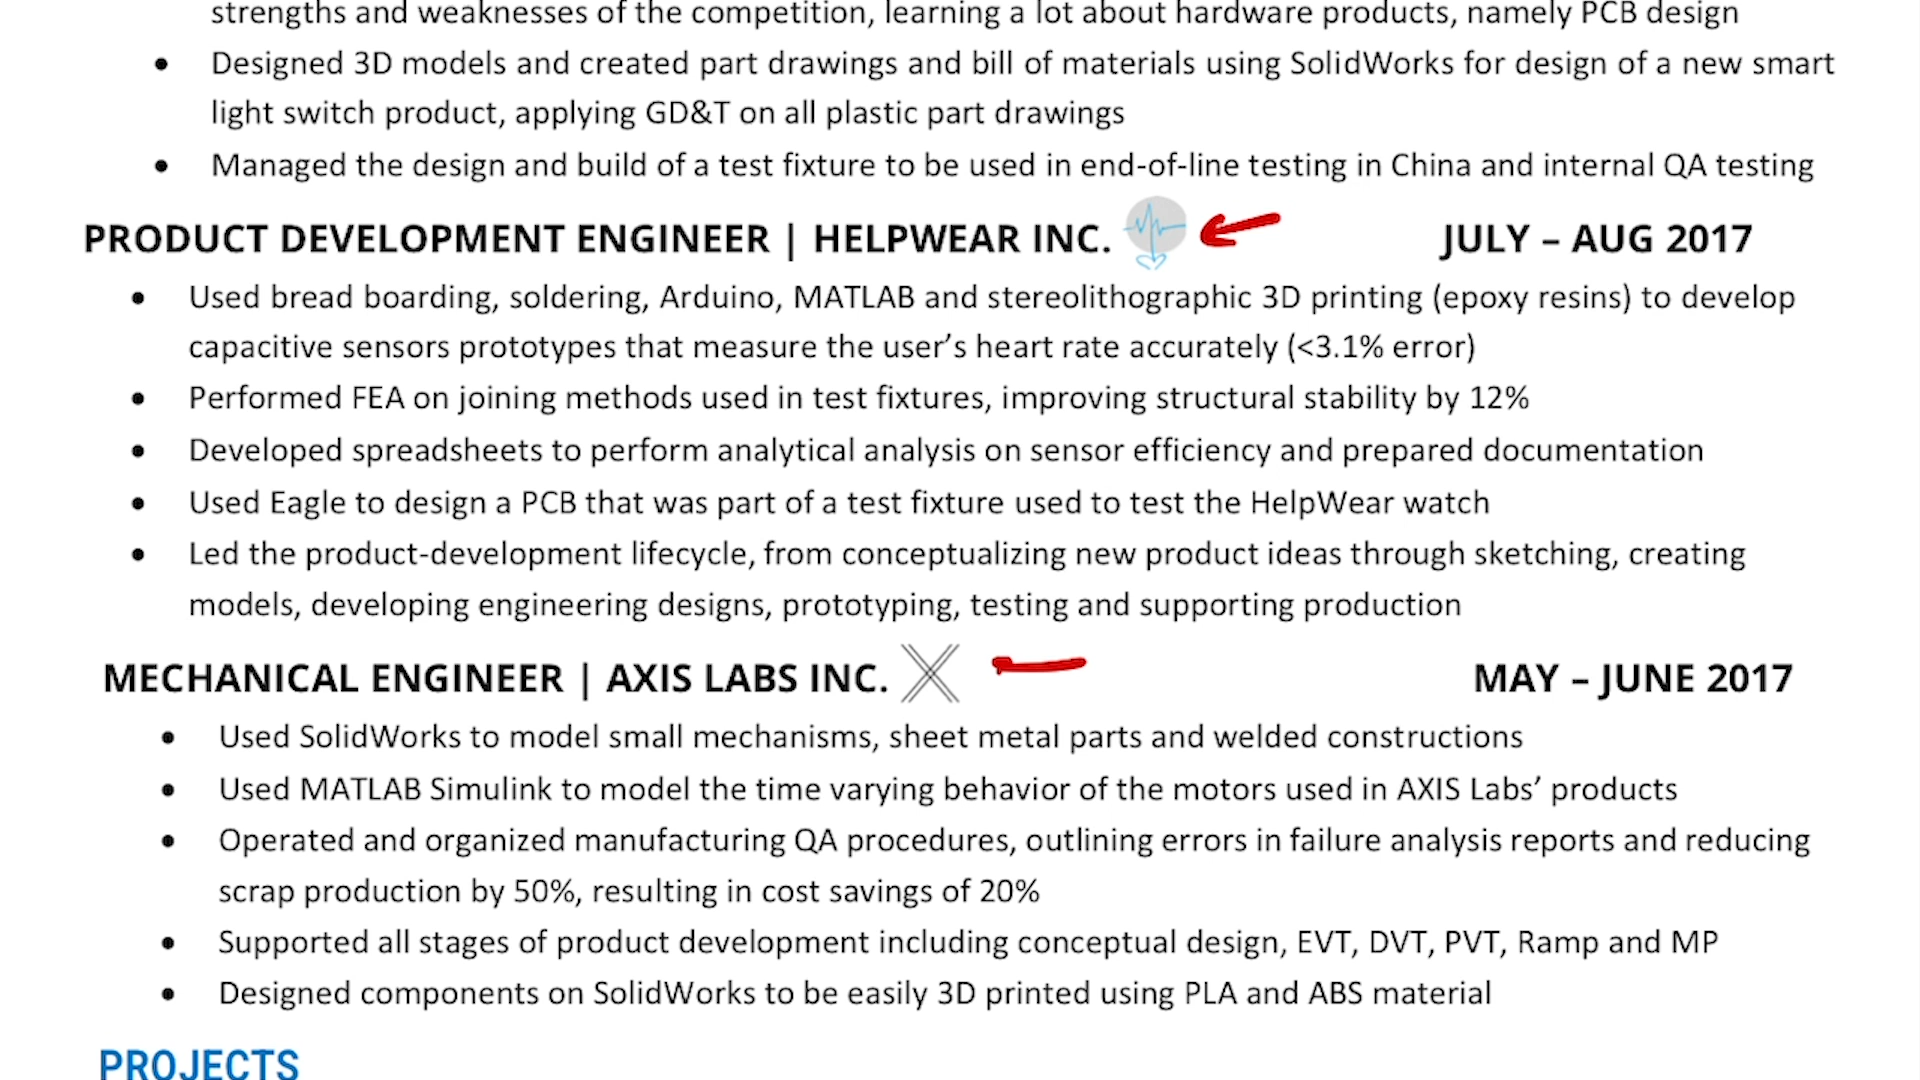 strengths and weaknesses of the competition, learning a lot about hardware products, namely PCB design
• Designed 3D models and created part drawings and bill of materials using SolidWorks for design of a new smart
light switch product, applying GD&T on all plastic part drawings
• Managed the design and build of a test fixture to be used in end-of-line testing in China and internal QA testing
PRODUCT DEVELOPMENT ENGINEER | HELPWEAR INC. JULY – AUG 2017
• Used bread boarding, soldering, Arduino, MATLAB and stereolithographic 3D printing (epoxy resins) to develop
capacitive sensors prototypes that measure the user’s heart rate accurately (<3.1% error)
• Performed FEA on joining methods used in test fixtures, improving structural stability by 12%
• Developed spreadsheets to perform analytical analysis on sensor efficiency and prepared documentation
• Used Eagle to design a PCB that was part of a test fixture used to test the HelpWear watch
• Led the product-development lifecycle, from conceptualizing new product ideas through sketching, creating
models, developing engineering designs, prototyping, testing and supporting production
MECHANICAL ENGINEER | AXIS LABS INC. MAY – JUNE 2017
• Used SolidWorks to model small mechanisms, sheet metal parts and welded constructions
• Used MATLAB Simulink to model the time varying behavior of the motors used in AXIS Labs’ products
• Operated and organized manufacturing QA procedures, outlining errors in failure analysis reports and reducing
scrap production by 50%, resulting in cost savings of 20%
• Supported all stages of product development including conceptual design, EVT, DVT, PVT, Ramp and MP
• Designed components on SolidWorks to be easily 3D printed using PLA and ABS material
PROJECTS